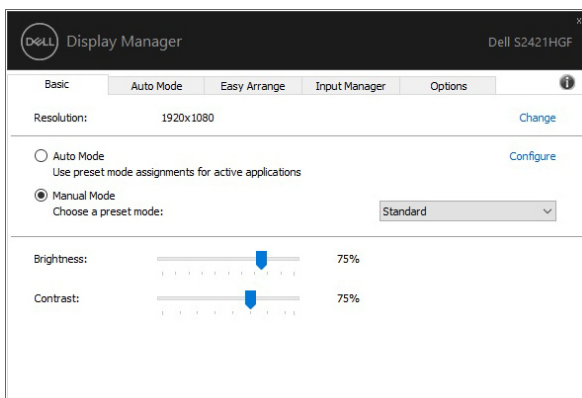 DELL Display Manager
Dell S2421HGF
Basic Auto Mode Easy Arrange Input Manager Options
Resolution: 1920x1080 Change
Auto Mode Configure
Use preset mode assignments for active applications
Manual Mode
Choose a preset mode: Standard
Brightness: 75%
Contrast: 75%